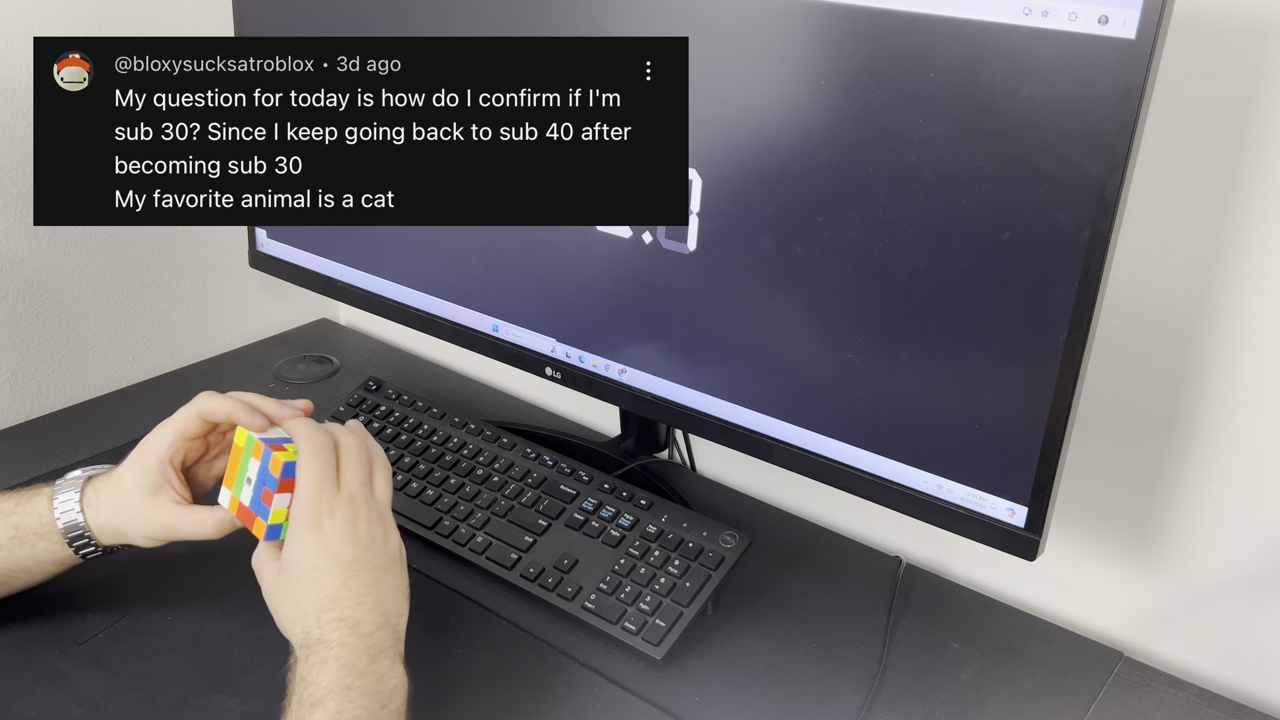 @bloxysucksatroblox • 3d ago
My question for today is how do I confirm if I'm
sub 30? Since I keep going back to sub 40 after
becoming sub 30
My favorite animal is a cat
LG
DELL